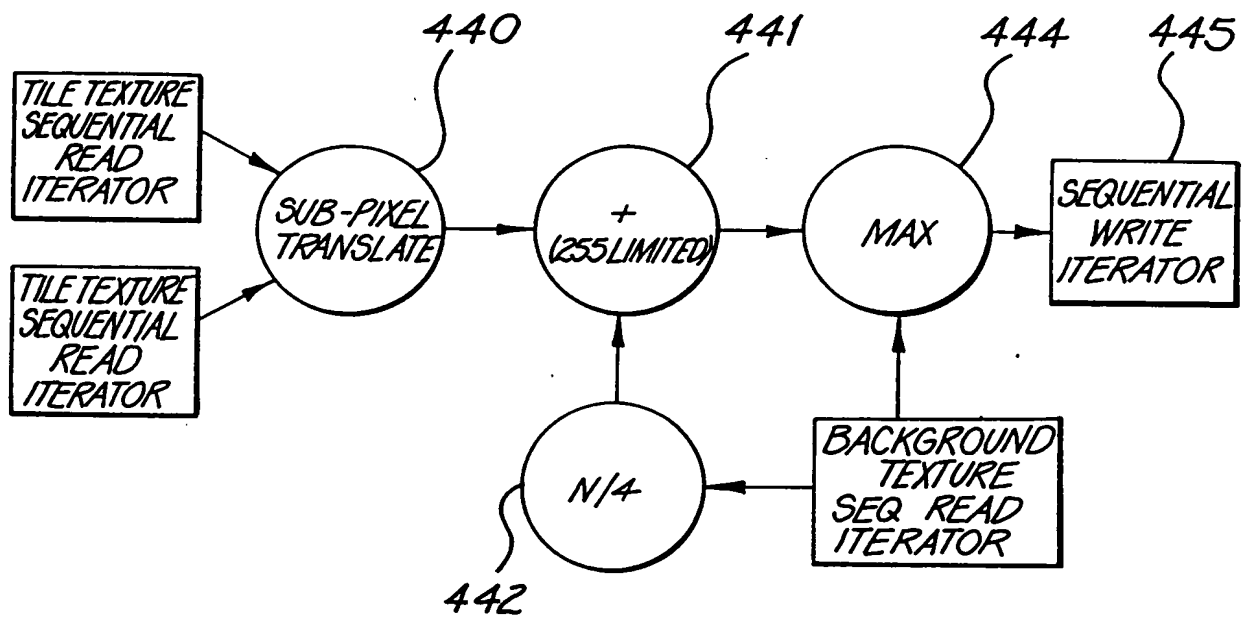 440
441
444
445
TILE TEXTURE
SEQUENTIAL
READ
ITERATOR
SUB-PIXEL
TRANSLATE
+
(255 LIMITED)
MAX
SEQUENTIAL
WRITE
ITERATOR
TILE TEXTURE
SEQUENTIAL
READ
ITERATOR
N/4
BACKGROUND
TEXTURE
SEQ READ
ITERATOR
442